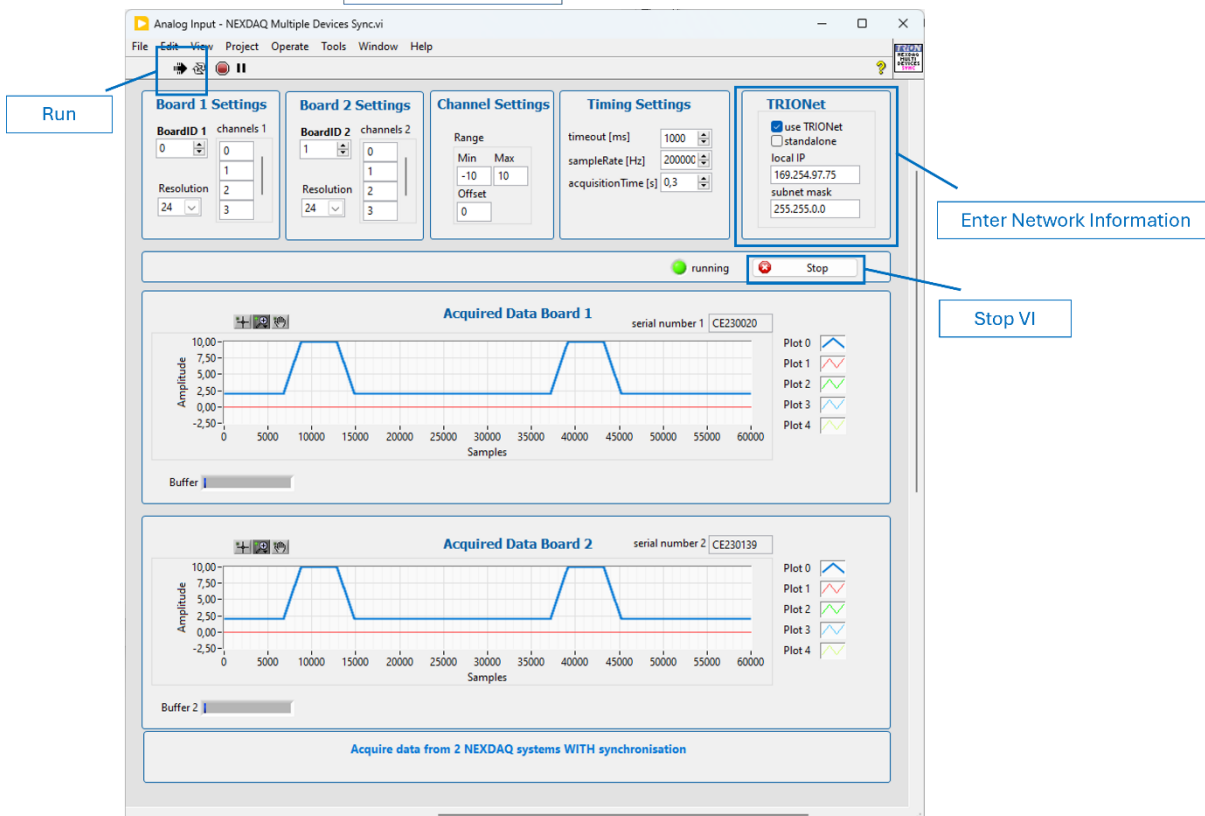 Analog Input - NEXDAQ Multiple Devices Sync.vi
File Edit View Project Operate Tools Window Help
TRION
NEXDAQ
MULTI
DEVICES
SYNC
Run
Board 1 Settings
BoardID 1 channels 1
0
0
1
Resolution
2
24
3
Board 2 Settings
BoardID 2 channels 2
1
0
1
Resolution
2
24
3
Channel Settings
Range
Min Max
-10 10
Offset
0
Timing Settings
timeout [ms] 1000
sampleRate [Hz] 200000
acquisitionTime [s] 0,3
TRIONet
use TRIONet
standalone
local IP
169.254.97.75
subnet mask
255.255.0.0
Enter Network Information
running
Stop
Stop VI
Acquired Data Board 1
serial number 1 CE230020
Amplitude
10,00
7,50
5,00
2,50
0,00
-2,50
0 5000 10000 15000 20000 25000 30000 35000 40000 45000 50000 55000 60000
Samples
Plot 0
Plot 1
Plot 2
Plot 3
Plot 4
Buffer
Acquired Data Board 2
serial number 2 CE230139
Amplitude
10,00
7,50
5,00
2,50
0,00
-2,50
0 5000 10000 15000 20000 25000 30000 35000 40000 45000 50000 55000 60000
Samples
Plot 0
Plot 1
Plot 2
Plot 3
Plot 4
Buffer 2
Acquire data from 2 NEXDAQ systems WITH synchronisation